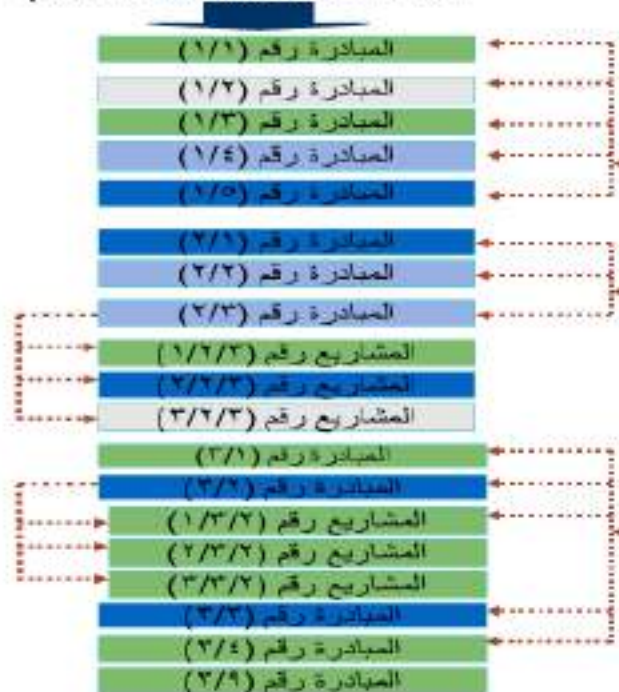 المبادرة رقم (١/١)
المبادرة رقم (١/٢)
المبادرة رقم (١/٣)
المبادرة رقم (١/٤)
المبادرة رقم (١/٥)
المبادرة رقم (٢/١)
المبادرة رقم (٢/٢)
المبادرة رقم (٢/٣)
المشاريع رقم (١/٢/٣)
المشاريع رقم (٢/٢/٣)
المشاريع رقم (٣/٢/٣)
المبادرة رقم (٣/١)
المبادرة رقم (٣/٢)
المشاريع رقم (١/٣/٢)
المشاريع رقم (٢/٣/٢)
المشاريع رقم (٣/٣/٢)
المبادرة رقم (٣/٣)
المبادرة رقم (٣/٤)
المبادرة رقم (٣/٩)